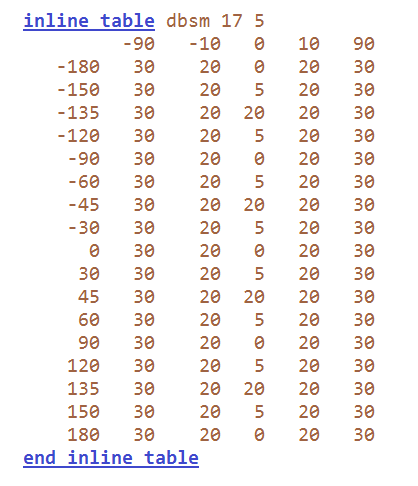 inline table dbsm 17 5
-90 -10 0 10 90
-180 30 20 0 20 30
-150 30 20 5 20 30
-135 30 20 20 20 30
-120 30 20 5 20 30
-90 30 20 0 20 30
-60 30 20 5 20 30
-45 30 20 20 20 30
-30 30 20 5 20 30
0 30 20 0 20 30
30 30 20 5 20 30
45 30 20 20 20 30
60 30 20 5 20 30
90 30 20 0 20 30
120 30 20 5 20 30
135 30 20 20 20 30
150 30 20 5 20 30
180 30 20 0 20 30
end inline table